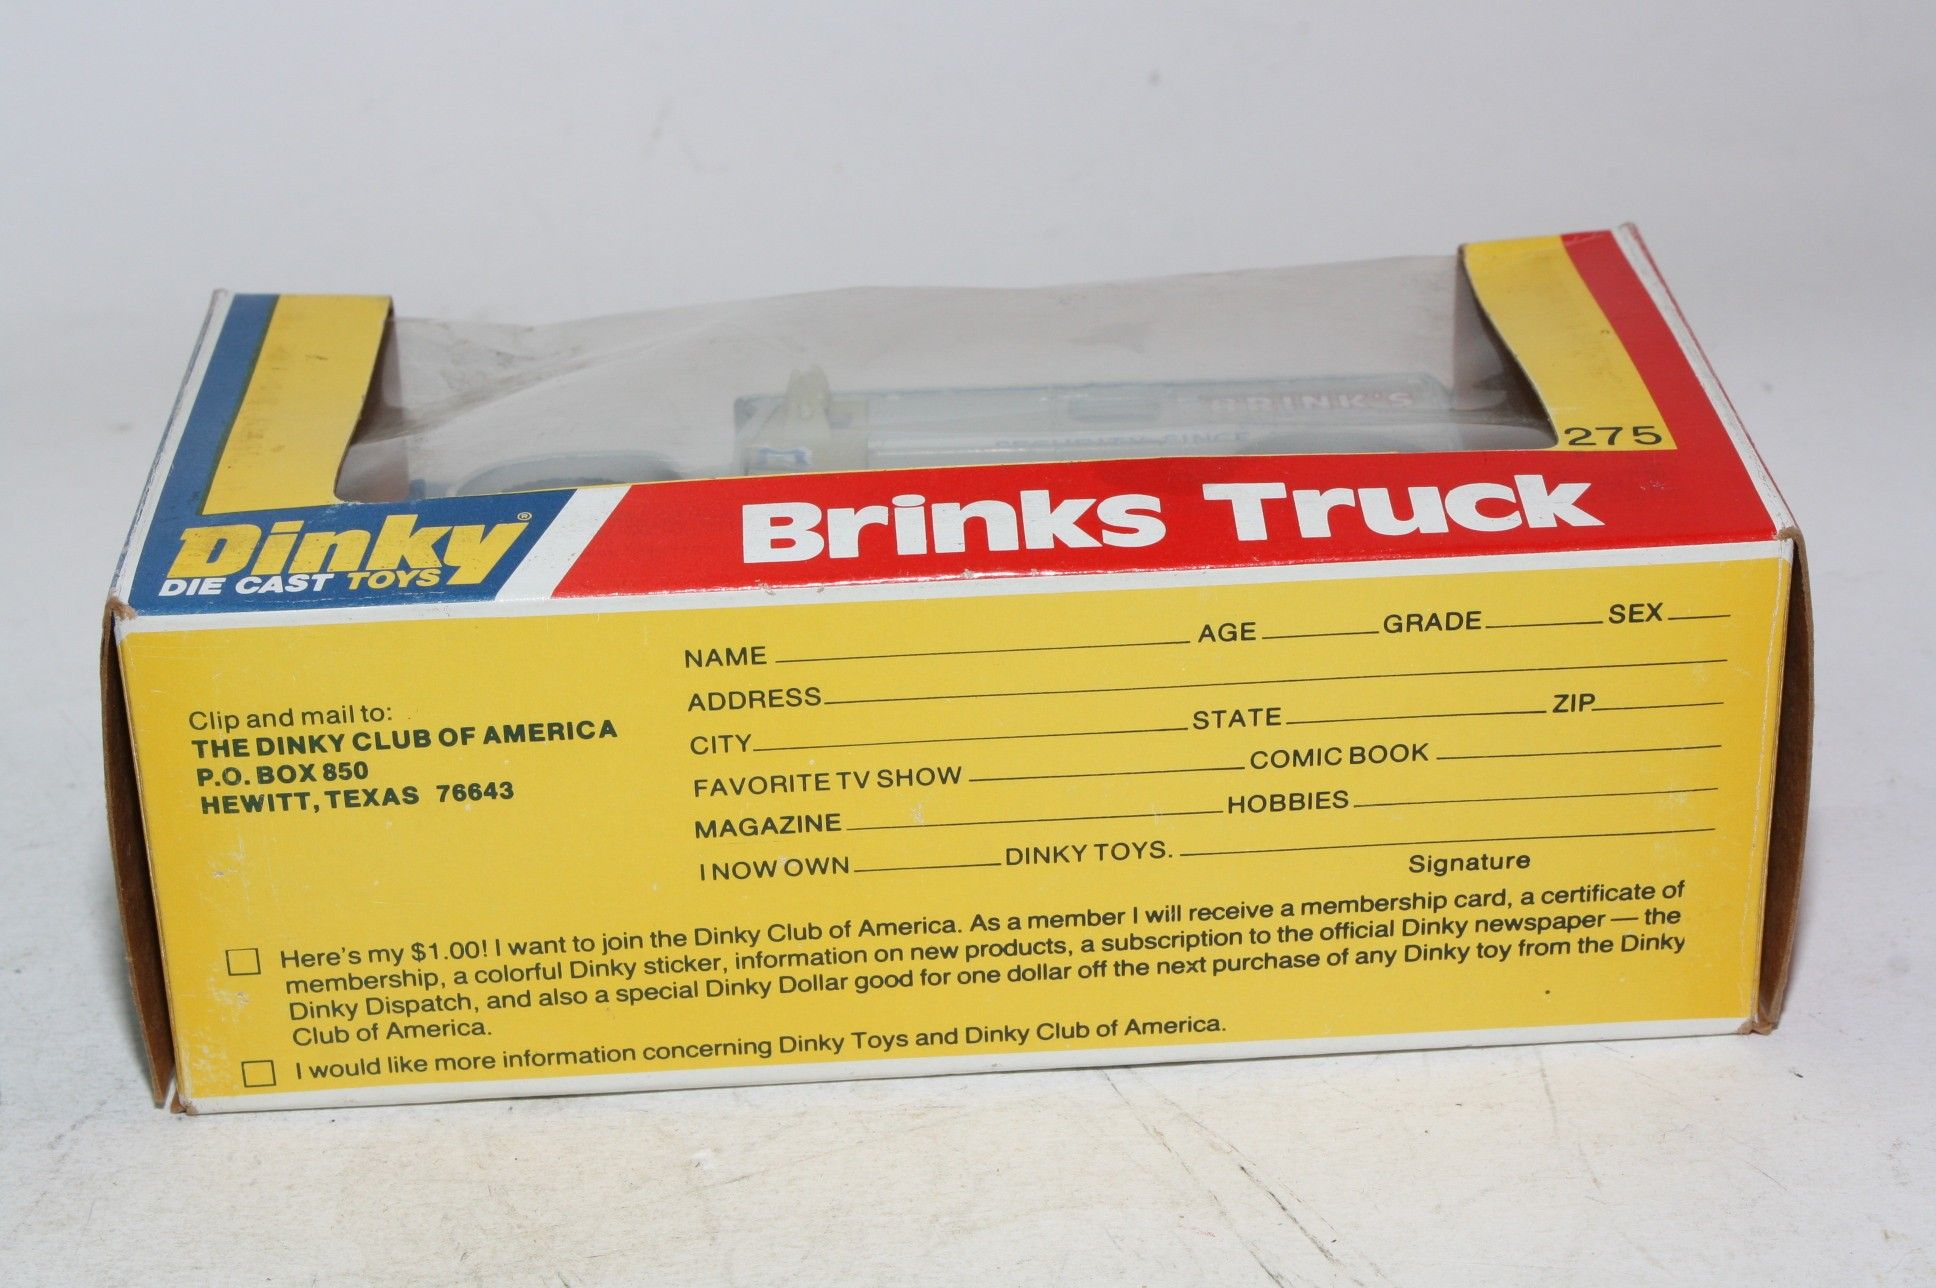 BRINK'S
SECURITY SINCE
275
Dinky®
DIE CAST TOYS
Brinks Truck
NAME AGE GRADE SEX
ADDRESS
CITY STATE ZIP
FAVORITE TV SHOW COMIC BOOK
MAGAZINE HOBBIES
I NOW OWN DINKY TOYS.
Signature
Clip and mail to:
THE DINKY CLUB OF AMERICA
P.O. BOX 850
HEWITT, TEXAS 76643
Here's my $1.00! I want to join the Dinky Club of America. As a member I will receive a membership card, a certificate of
membership, a colorful Dinky sticker, information on new products, a subscription to the official Dinky newspaper — the
Dinky Dispatch, and also a special Dinky Dollar good for one dollar off the next purchase of any Dinky toy from the Dinky
Club of America.
I would like more information concerning Dinky Toys and Dinky Club of America.